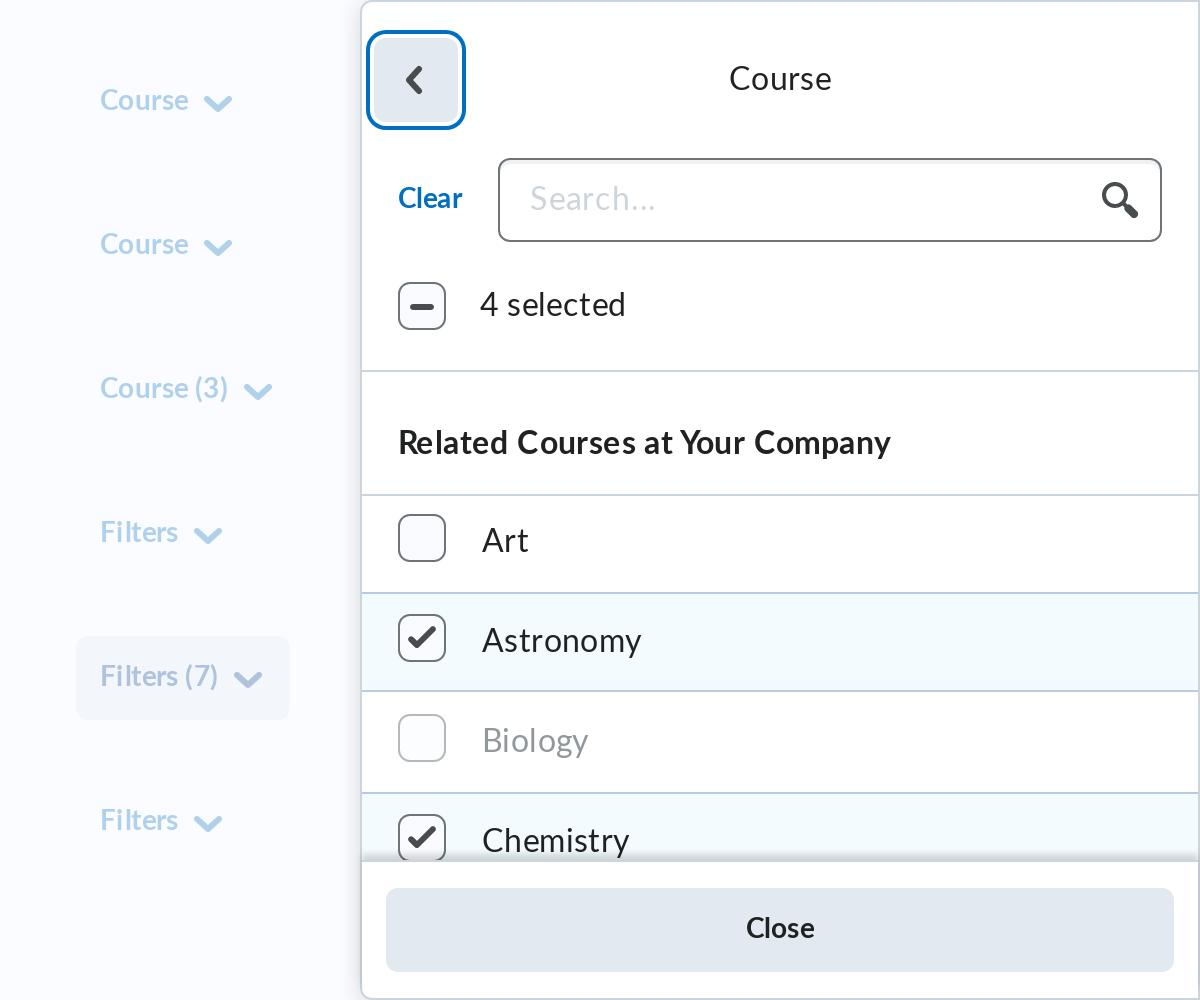 Course
Course
Course (3)
Filters
Filters (7)
Filters
Course
Clear
Search...
4 selected
Related Courses at Your Company
Art
Astronomy
Biology
Chemistry
Close